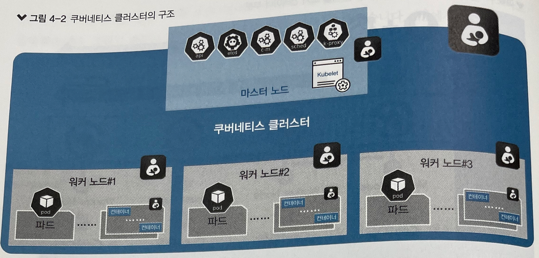 그림 4-2 쿠버네티스 클러스터의 구조
api
etcd
sched
k-proxy
Kubelet
마스터 노드
쿠버네티스 클러스터
워커 노드#1
pod
파드
......
컨테이너
......
컨테이너
워커 노드#2
pod
파드
......
컨테이너
......
컨테이너
워커 노드#3
pod
파드
......
컨테이너
......
컨테이너